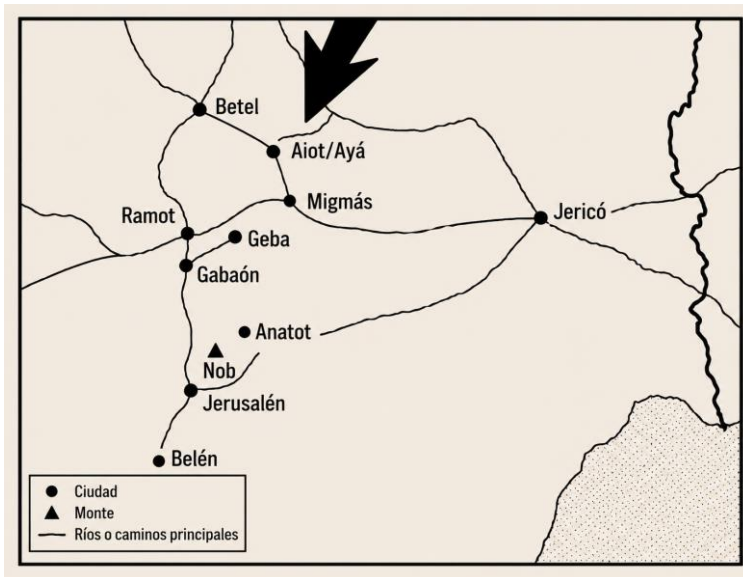 Betel
Aiot/Ayá
Migmás
Ramot
Jericó
Geba
Gabaón
Anatot
Nob
Jerusalén
Belén
Ciudad
Monte
Ríos o caminos principales